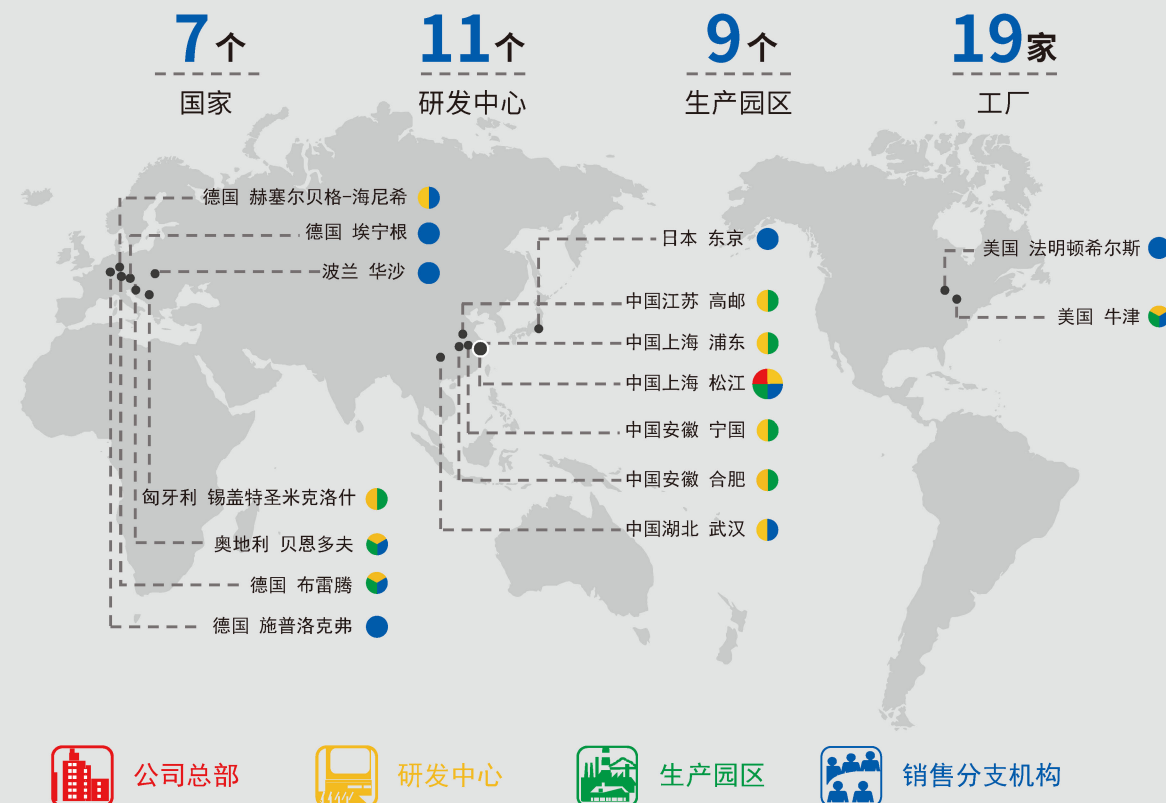 7个
国家
11个
研发中心
9个
生产园区
19家
工厂
德国 赫塞尔贝格-海尼希
德国 埃宁根
波兰 华沙
日本 东京
美国 法明顿希尔斯
中国江苏 高邮
美国 牛津
中国上海 浦东
中国上海 松江
中国安徽 宁国
中国安徽 合肥
中国湖北 武汉
匈牙利 锡盖特圣米克洛什
奥地利 贝恩多夫
德国 布雷腾
德国 施普洛克弗
公司总部
研发中心
生产园区
销售分支机构